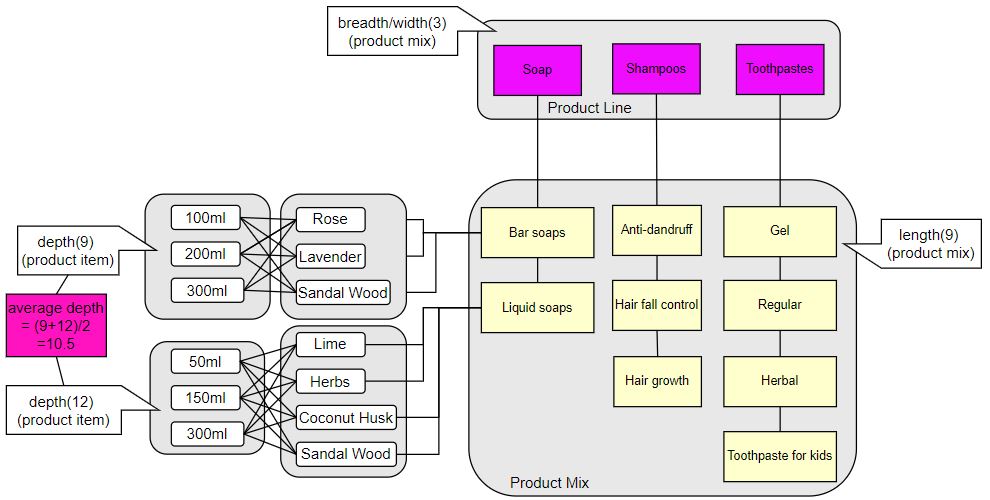 breadth/width(3)
(product mix)
Soap
Shampoos
Toothpastes
Product Line
100ml
200ml
300ml
Rose
Lavender
Sandal Wood
depth(9)
(product item)
average depth
= (9+12)/2
=10.5
depth(12)
(product item)
50ml
150ml
300ml
Lime
Herbs
Coconut Husk
Sandal Wood
Bar soaps
Liquid soaps
Anti-dandruff
Hair fall control
Hair growth
Gel
Regular
Herbal
Toothpaste for kids
Product Mix
length(9)
(product mix)